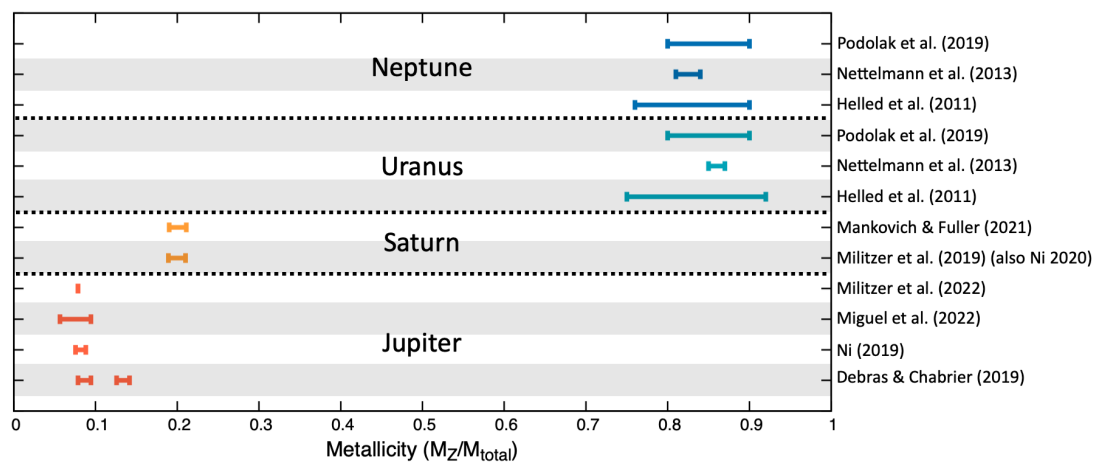 Neptune
Uranus
Saturn
Jupiter
Podolak et al. (2019)
Nettelmann et al. (2013)
Helled et al. (2011)
Podolak et al. (2019)
Nettelmann et al. (2013)
Helled et al. (2011)
Mankovich & Fuller (2021)
Militzer et al. (2019) (also Ni 2020)
Militzer et al. (2022)
Miguel et al. (2022)
Ni (2019)
Debras & Chabrier (2019)
0 0.1 0.2 0.3 0.4 0.5 0.6 0.7 0.8 0.9 1
Metallicity (MZ/Mtotal)